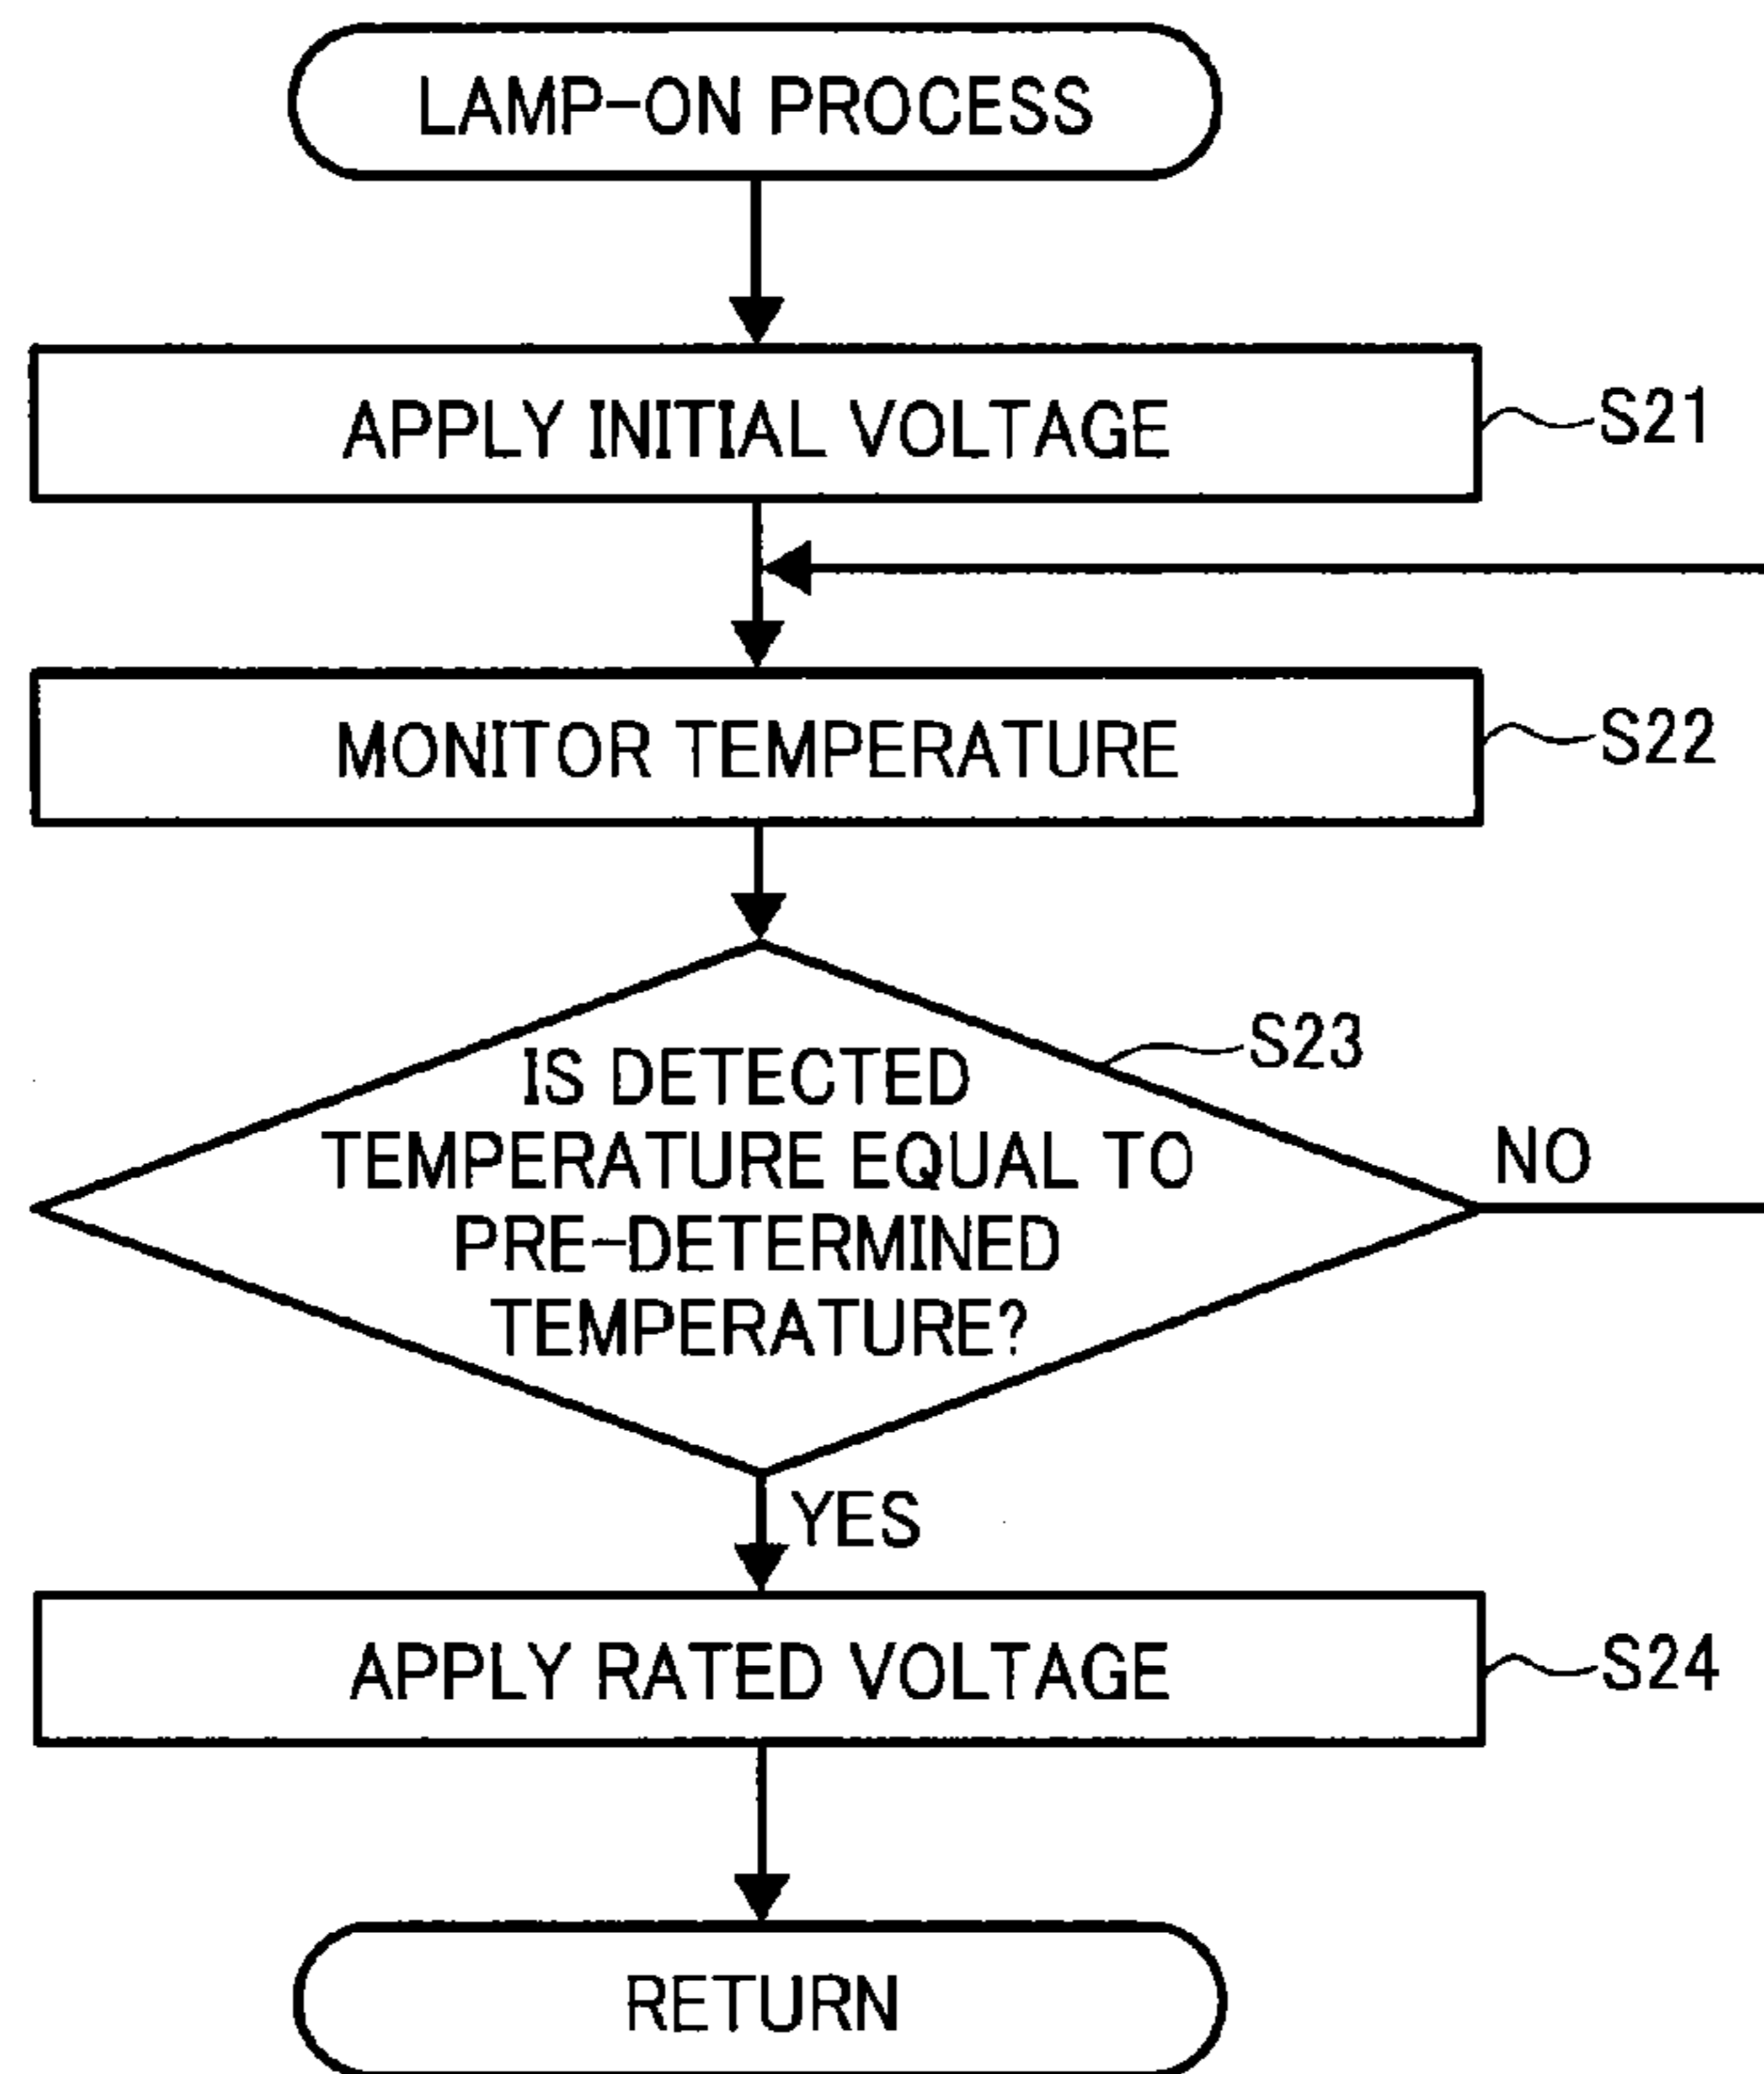 LAMP-ON PROCESS
APPLY INITIAL VOLTAGE
S21
MONITOR TEMPERATURE
S22
S23
IS DETECTED
TEMPERATURE EQUAL TO
PRE-DETERMINED
TEMPERATURE?
NO
YES
APPLY RATED VOLTAGE
S24
RETURN